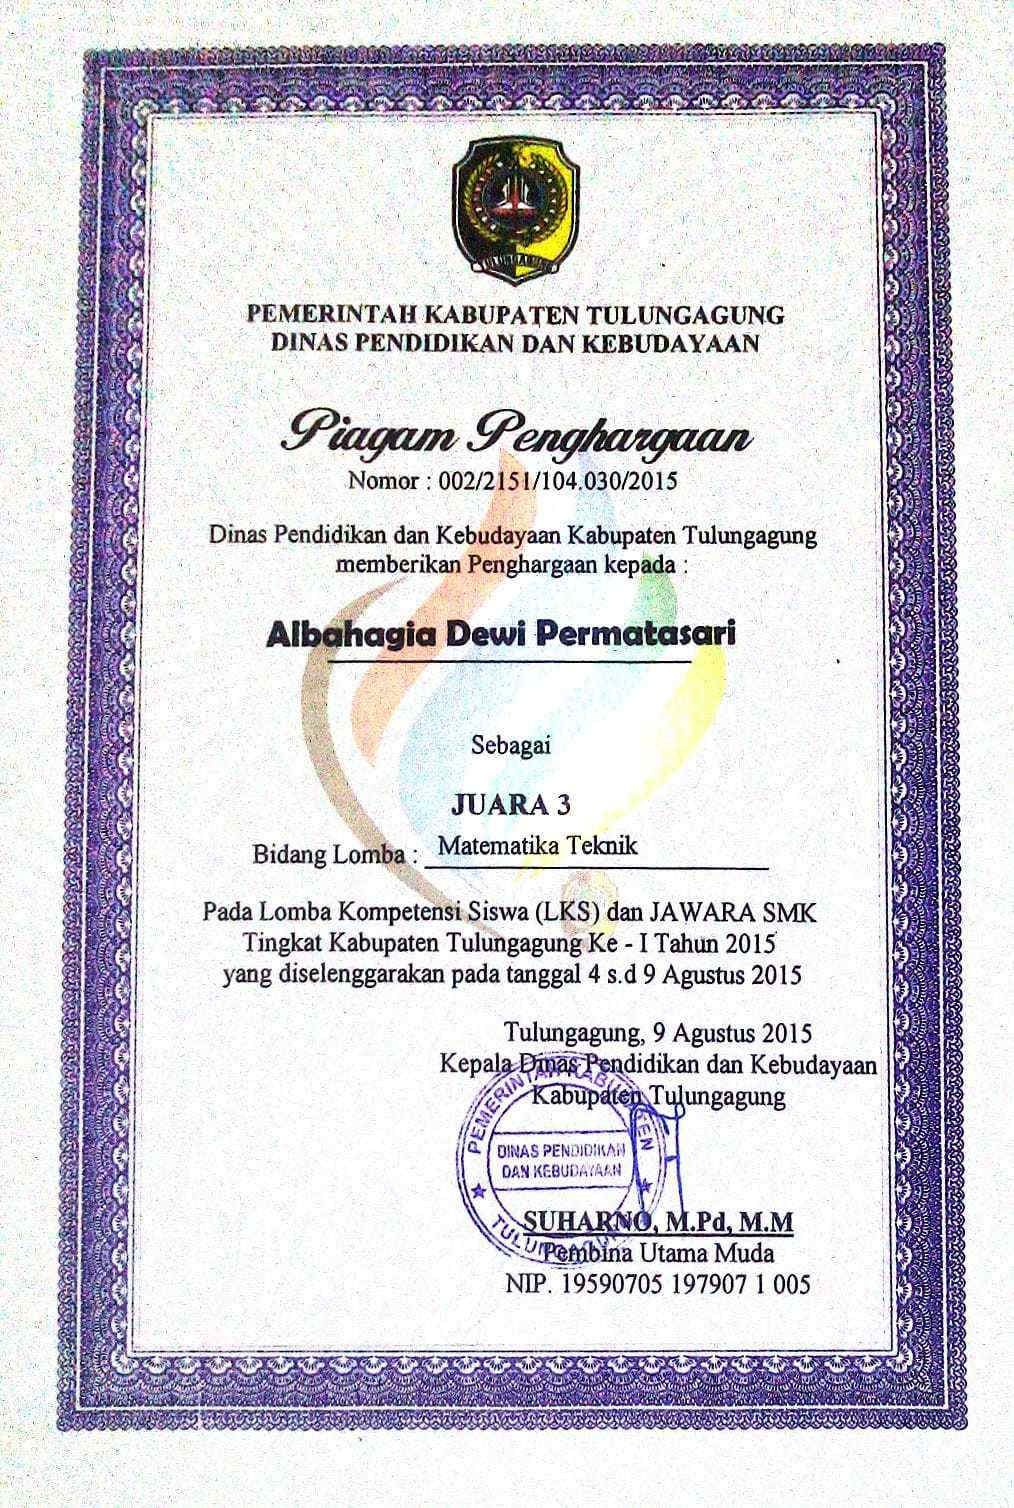 TULUNGAGUNG
PEMERINTAH KABUPATEN TULUNGAGUNG
DINAS PENDIDIKAN DAN KEBUDAYAAN
Piagam Penghargaan
Nomor : 002/2151/104.030/2015
Dinas Pendidikan dan Kebudayaan Kabupaten Tulungagung
memberikan Penghargaan kepada :
Albahagia Dewi Permatasari
Sebagai
JUARA 3
Bidang Lomba : Matematika Teknik
Pada Lomba Kompetensi Siswa (LKS) dan JAWARA SMK
Tingkat Kabupaten Tulungagung Ke - I Tahun 2015
yang diselenggarakan pada tanggal 4 s.d 9 Agustus 2015
Tulungagung, 9 Agustus 2015
Kepala Dinas Pendidikan dan Kebudayaan
Kabupaten Tulungagung
PEMERINTAH KABUPATEN
DINAS PENDIDIKAN
DAN KEBUDAYAAN
TULUNGAGUNG
SUHARNO, M.Pd, M.M
Pembina Utama Muda
NIP. 19590705 197907 1 005